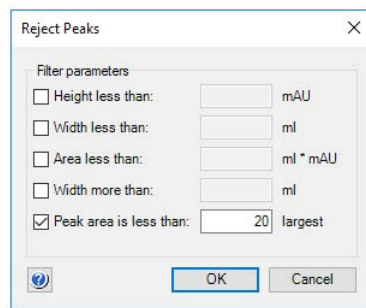 Reject Peaks
Filter parameters
Height less than: mAU
Width less than: ml
Area less than: ml * mAU
Width more than: ml
Peak area is less than: 20 largest
OK Cancel